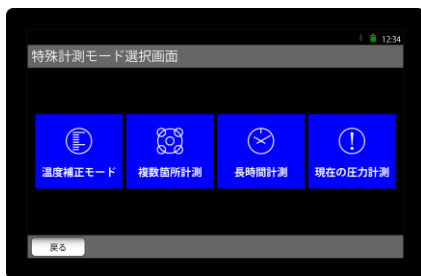 12:34
特殊計測モード選択画面
温度補正モード
複数箇所計測
長時間計測
現在の圧力計測
戻る